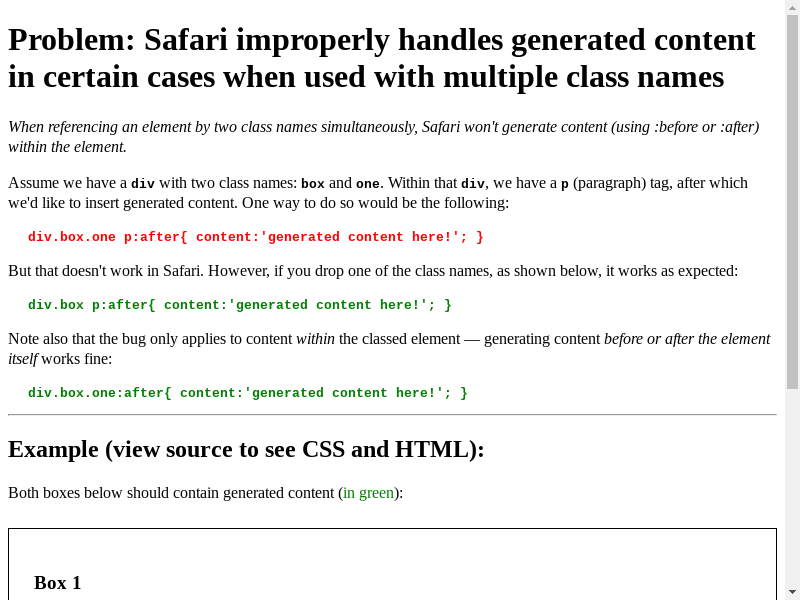 Problem: Safari improperly handles generated content
in certain cases when used with multiple class names
When referencing an element by two class names simultaneously, Safari won't generate content (using :before or :after)
within the element.
Assume we have a div with two class names: box and one. Within that div, we have a p (paragraph) tag, after which
we'd like to insert generated content. One way to do so would be the following:
div.box.one p:after{ content:'generated content here!'; }
But that doesn't work in Safari. However, if you drop one of the class names, as shown below, it works as expected:
div.box p:after{ content:'generated content here!'; }
Note also that the bug only applies to content within the classed element — generating content before or after the element
itself works fine:
div.box.one:after{ content:'generated content here!'; }
Example (view source to see CSS and HTML):
Both boxes below should contain generated content (in green):
Box 1